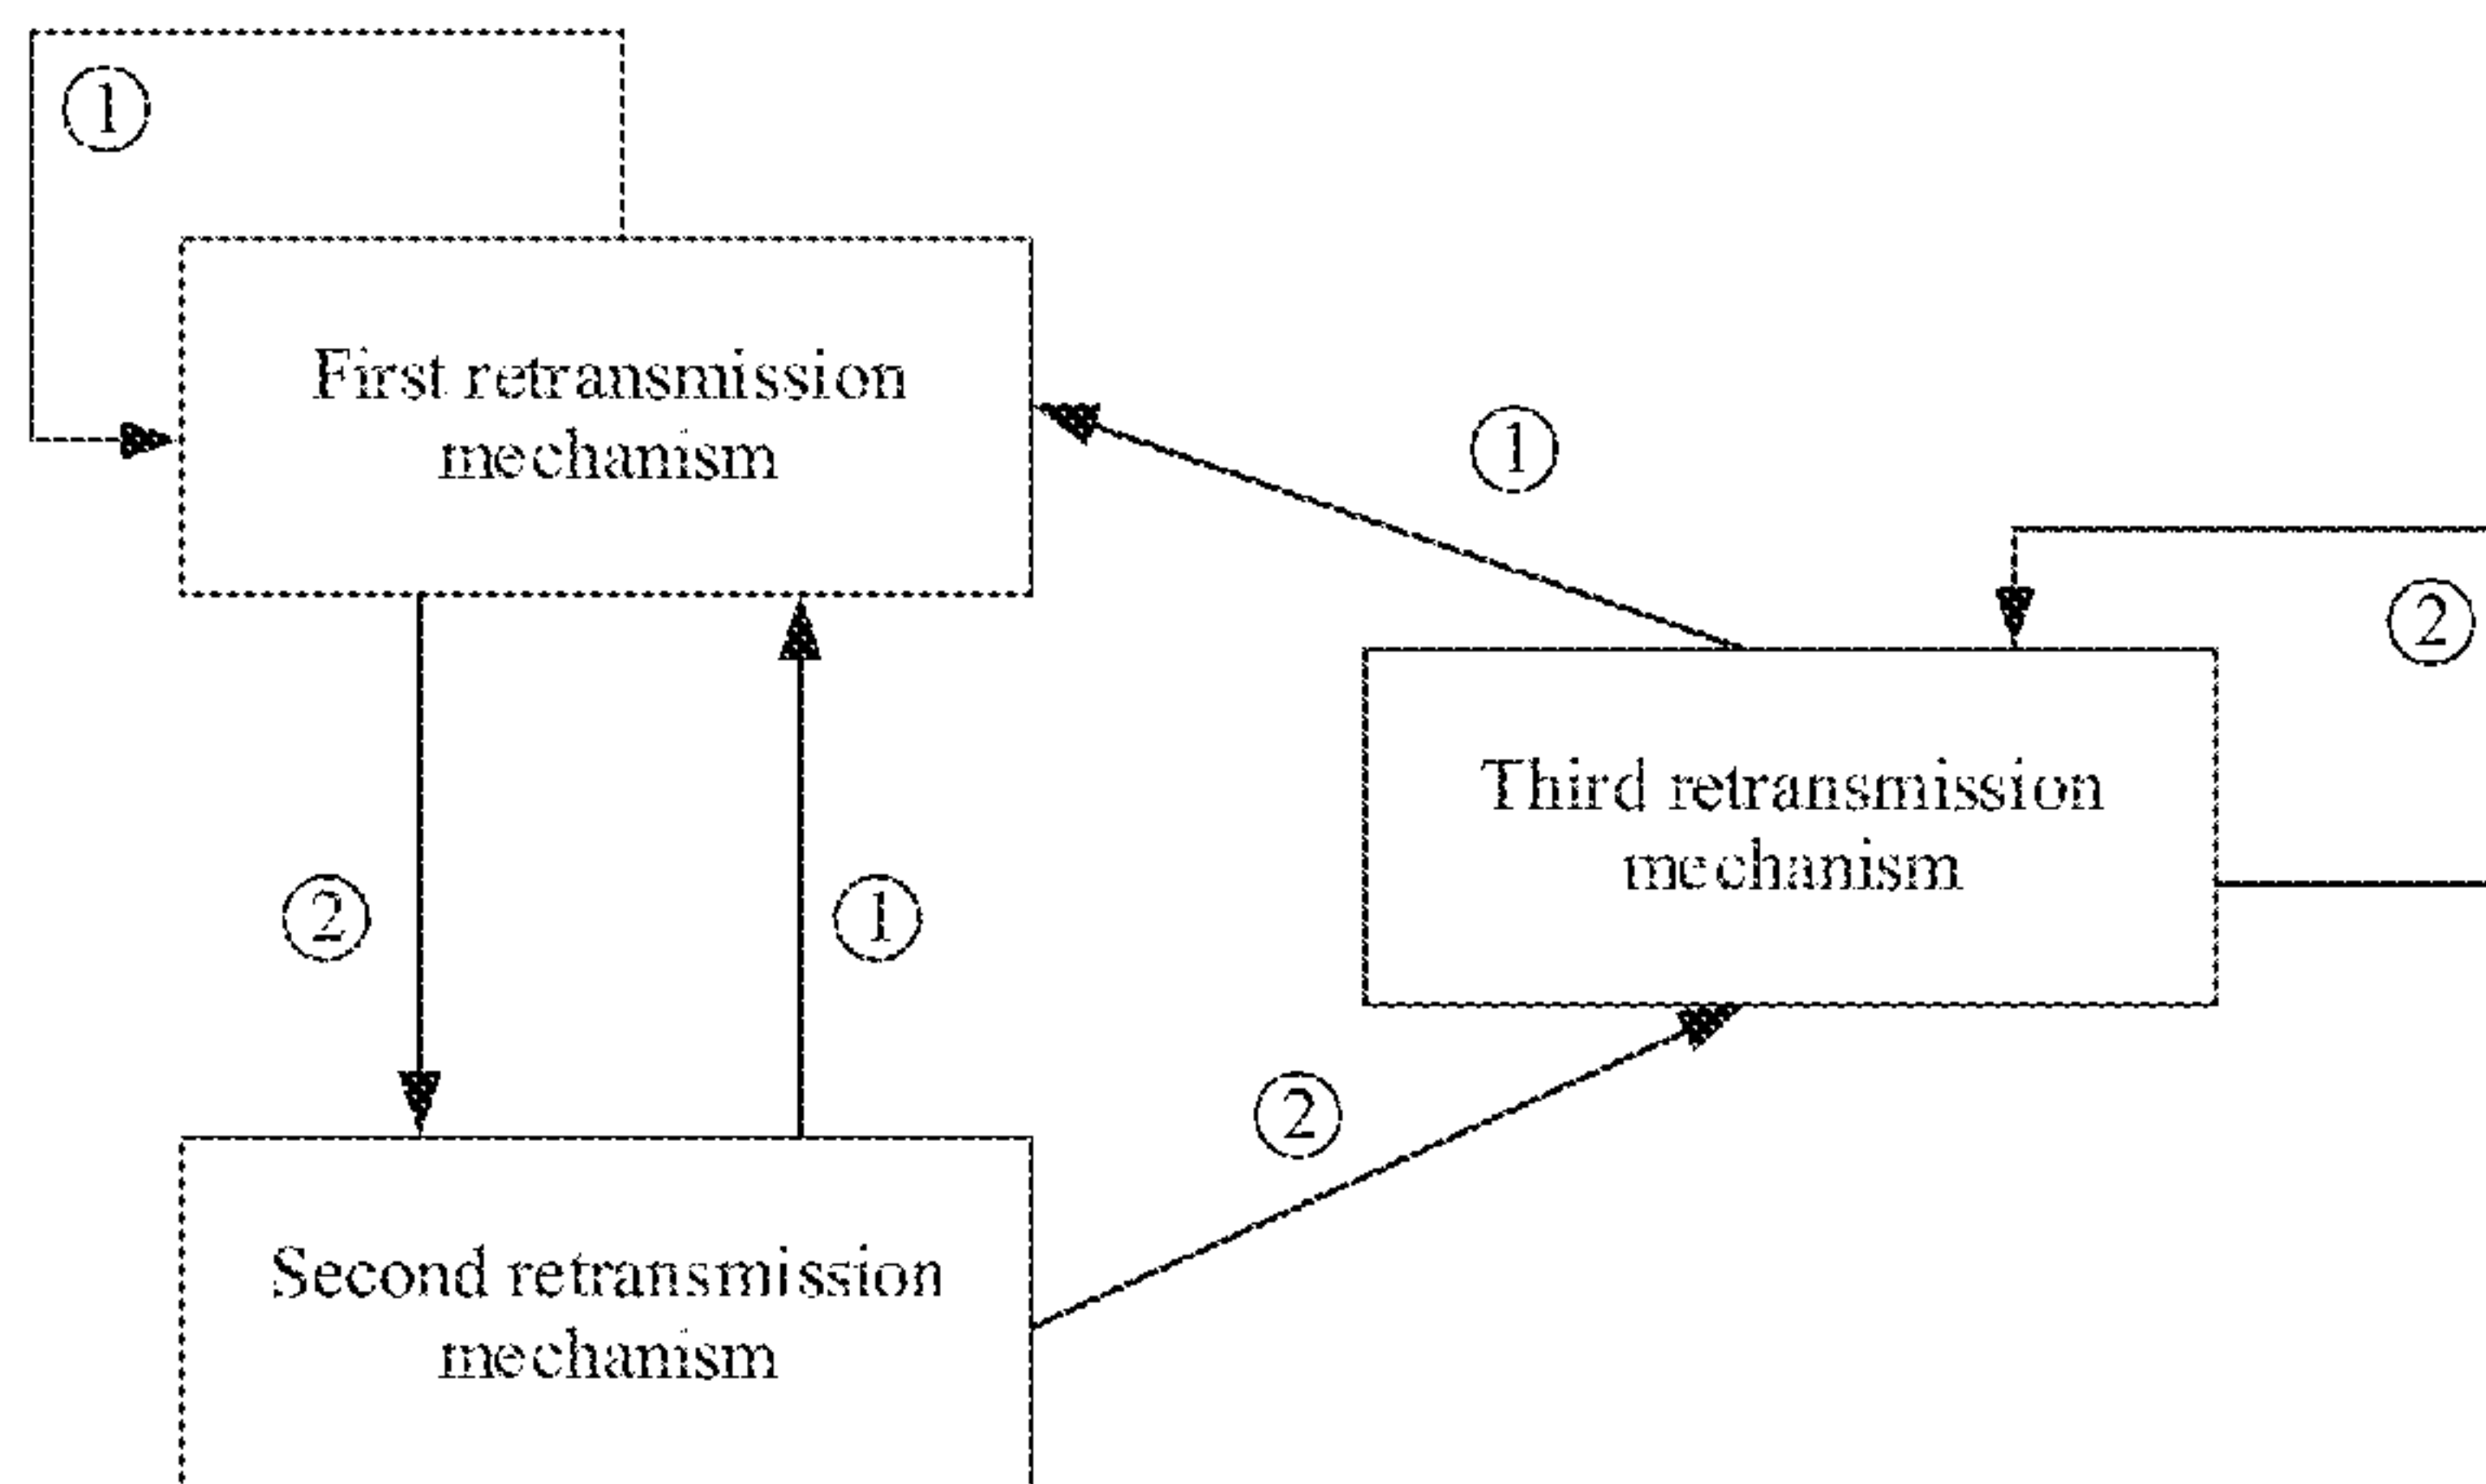 ①
First retransmission
mechanism
①
②
Third retransmission
mechanism
②
①
②
Second retransmission
mechanism